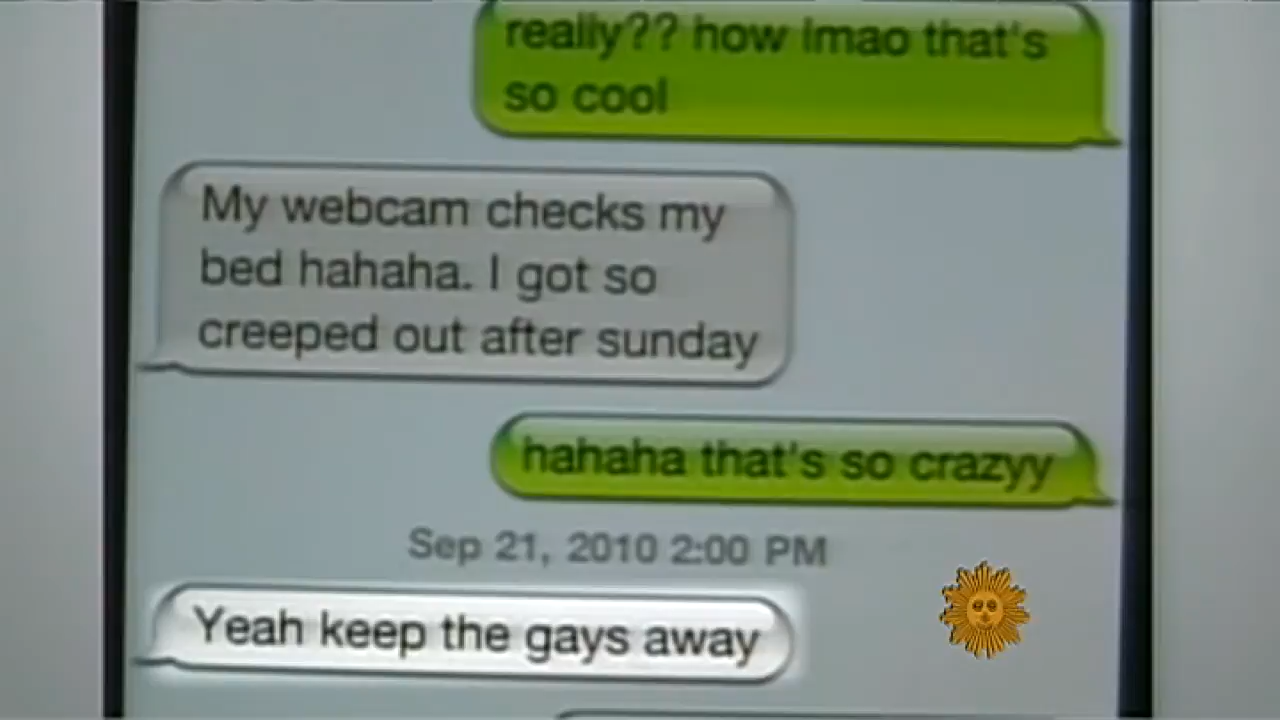 really?? how lmao that's
so cool
My webcam checks my
bed hahaha. I got so
creeped out after sunday
hahaha that's so crazyy
Sep 21, 2010 2:00 PM
Yeah keep the gays away